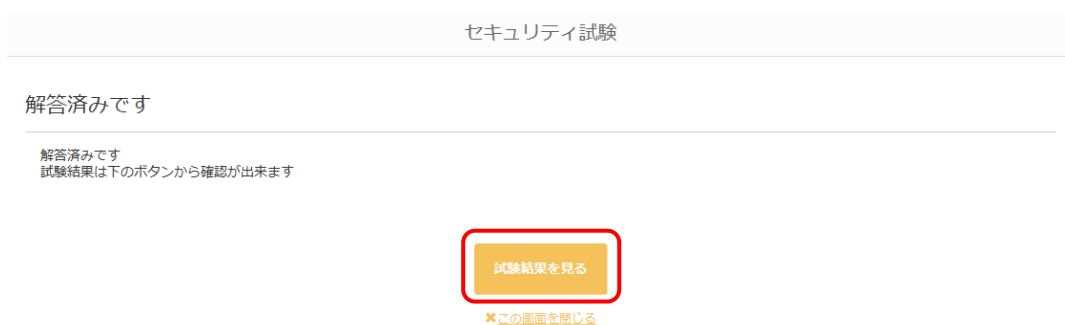 セキュリティ試験
解答済みです
解答済みです
試験結果は下のボタンから確認が出来ます
試験結果を見る
✖この画面を閉じる